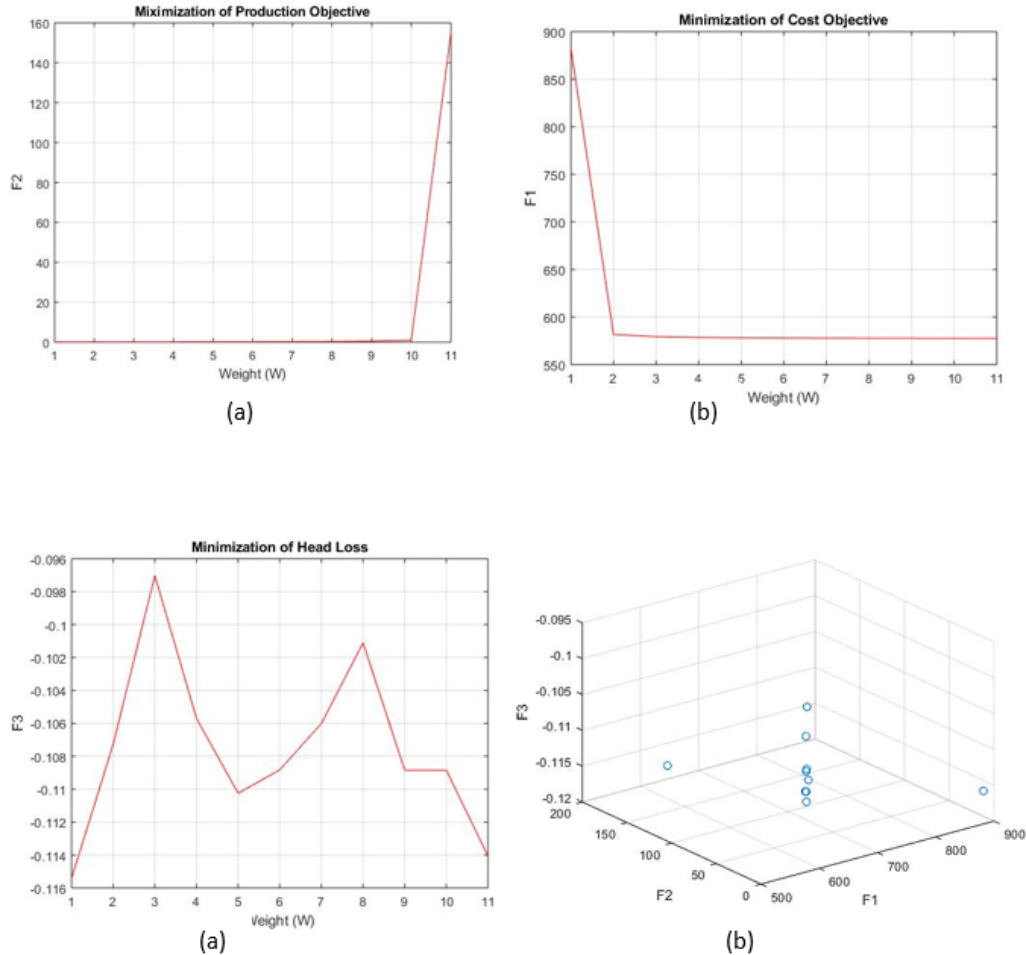 Miximization of Production Objective
160
140
120
100
80
60
40
20
0
F2
1 2 3 4 5 6 7 8 9 10 11
Weight (W)
(a)
Minimization of Cost Objective
900
850
800
750
700
650
600
550
F1
1 2 3 4 5 6 7 8 9 10 11
Weight (W)
(b)
Minimization of Head Loss
-0.096
-0.098
-0.1
-0.102
-0.104
-0.106
-0.108
-0.11
-0.112
-0.114
-0.116
F3
1 2 3 4 5 6 7 8 9 10 11
Weight (W)
(a)
-0.095
-0.1
-0.105
-0.11
-0.115
-0.12
F3
200
150
100
50
0
F2
500
600
700
800
900
F1
(b)